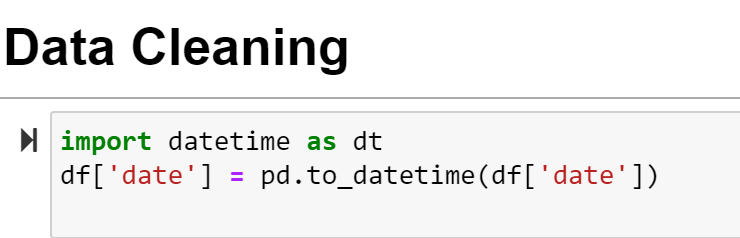 Data Cleaning
import datetime as dt
df['date'] = pd.to_datetime(df['date'])